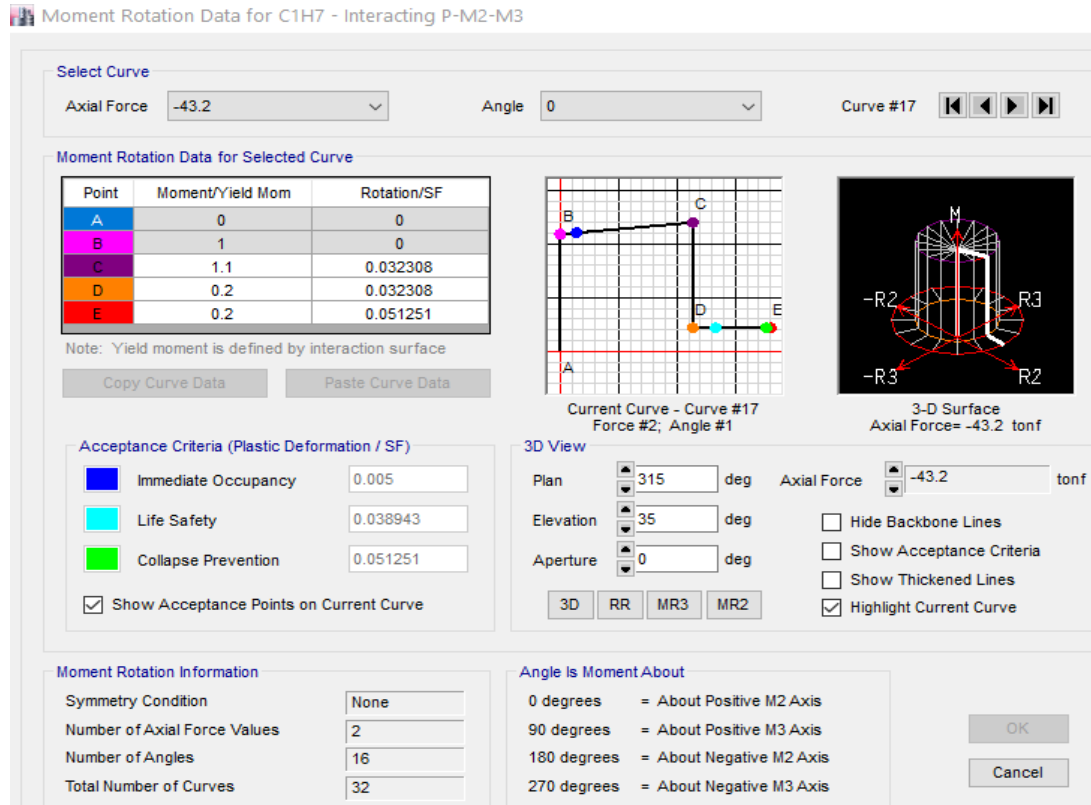 Moment Rotation Data for C1H7 - Interacting P-M2-M3
Select Curve
Axial Force -43.2 Angle 0 Curve #17
Moment Rotation Data for Selected Curve
Point Moment/Yield Mom Rotation/SF
A 0 0
B 1 0
C 1.1 0.032308
D 0.2 0.032308
E 0.2 0.051251
Note: Yield moment is defined by interaction surface
Copy Curve Data Paste Curve Data
B C
D E
A
Current Curve - Curve #17
Force #2; Angle #1
M
-R2 R3
-R3 R2
3-D Surface
Axial Force= -43.2 tonf
Acceptance Criteria (Plastic Deformation / SF)
Immediate Occupancy 0.005
Life Safety 0.038943
Collapse Prevention 0.051251
Show Acceptance Points on Current Curve
3D View
Plan 315 deg Axial Force -43.2 tonf
Elevation 35 deg Hide Backbone Lines
Aperture 0 deg Show Acceptance Criteria
Show Thickened Lines
3D RR MR3 MR2 Highlight Current Curve
Moment Rotation Information
Symmetry Condition None
Number of Axial Force Values 2
Number of Angles 16
Total Number of Curves 32
Angle Is Moment About
0 degrees = About Positive M2 Axis
90 degrees = About Positive M3 Axis
180 degrees = About Negative M2 Axis
270 degrees = About Negative M3 Axis
OK
Cancel